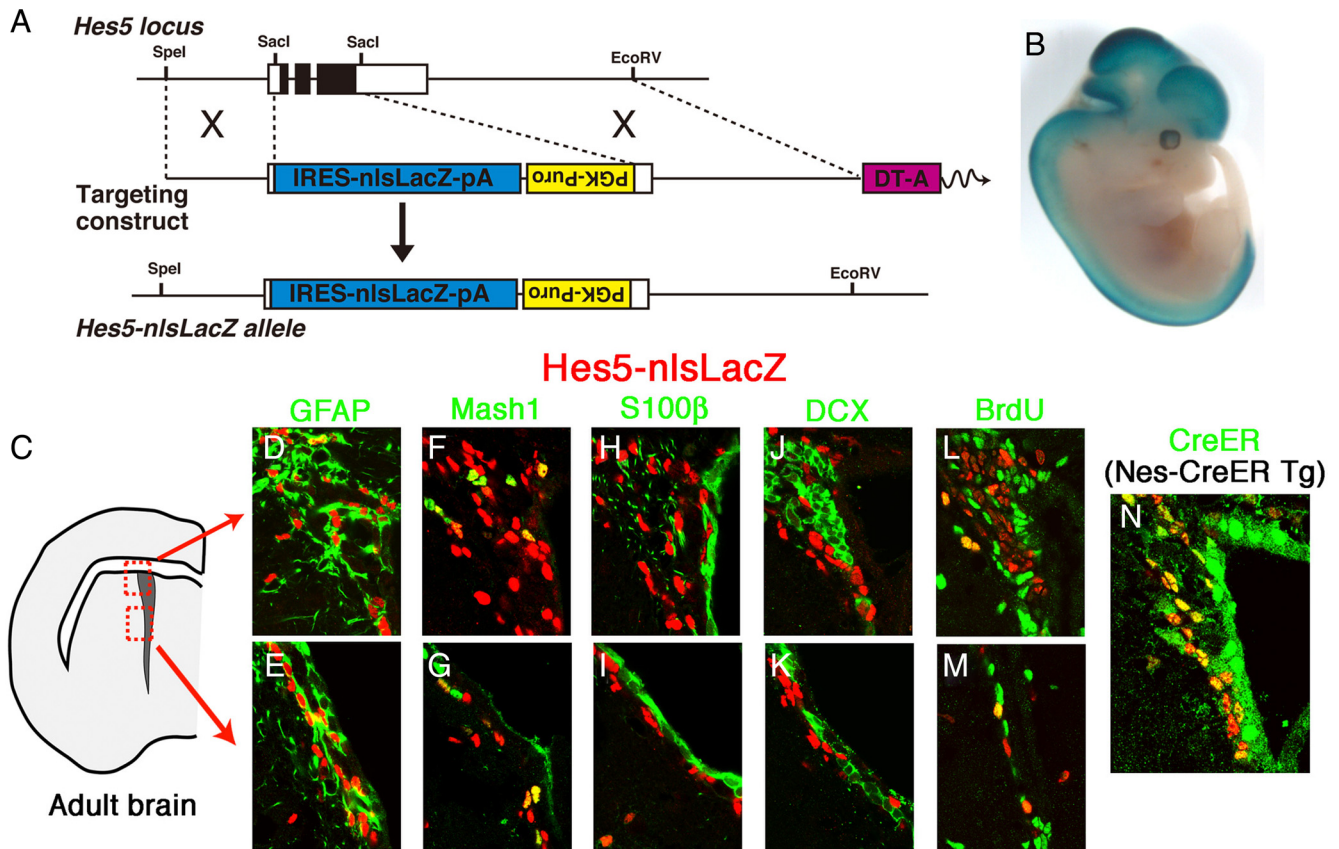 A
Hes5 locus
SpeI
SacI
SacI
EcoRV
X
X
IRES-nlsLacZ-pA
PGK-Puro
DT-A
Targeting
construct
SpeI
EcoRV
IRES-nlsLacZ-pA
PGK-Puro
Hes5-nlsLacZ allele
B
Hes5-nlsLacZ
GFAP
Mash1
S100β
DCX
BrdU
CreER
(Nes-CreER Tg)
C
D
F
H
J
L
N
E
G
I
K
M
Adult brain